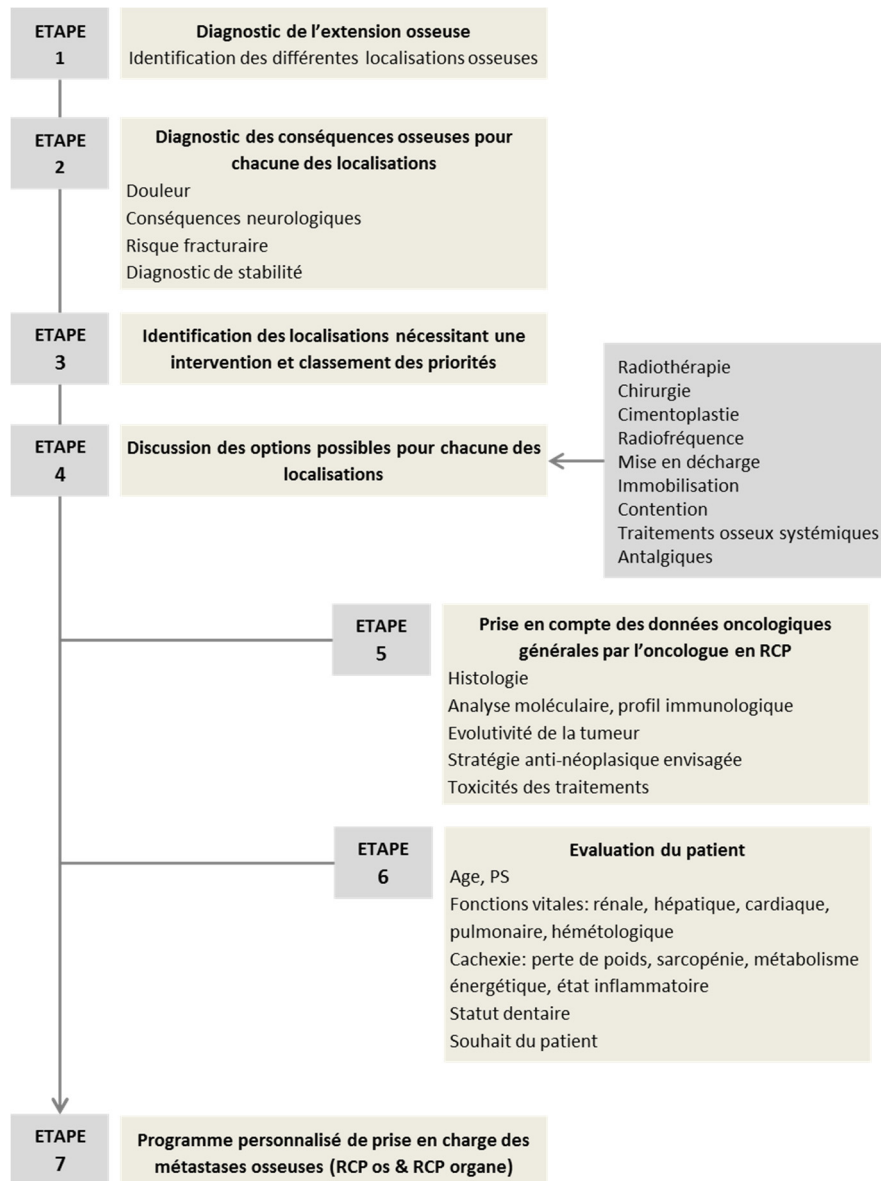 ETAPE
1
Diagnostic de l'extension osseuse
Identification des différentes localisations osseuses
ETAPE
2
Diagnostic des conséquences osseuses pour
chacune des localisations
Douleur
Conséquences neurologiques
Risque fracturaire
Diagnostic de stabilité
ETAPE
3
Identification des localisations nécessitant une
intervention et classement des priorités
ETAPE
4
Discussion des options possibles pour chacune des
localisations
Radiothérapie
Chirurgie
Cimentoplastie
Radiofréquence
Mise en décharge
Immobilisation
Contention
Traitements osseux systémiques
Antalgiques
ETAPE
5
Prise en compte des données oncologiques
générales par l'oncologue en RCP
Histologie
Analyse moléculaire, profil immunologique
Evolutivité de la tumeur
Stratégie anti-néoplasique envisagée
Toxicités des traitements
ETAPE
6
Evaluation du patient
Age, PS
Fonctions vitales: rénale, hépatique, cardiaque,
pulmonaire, hémétologique
Cachexie: perte de poids, sarcopénie, métabolisme
énergétique, état inflammatoire
Statut dentaire
Souhait du patient
ETAPE
7
Programme personnalisé de prise en charge des
métastases osseuses (RCP os & RCP organe)